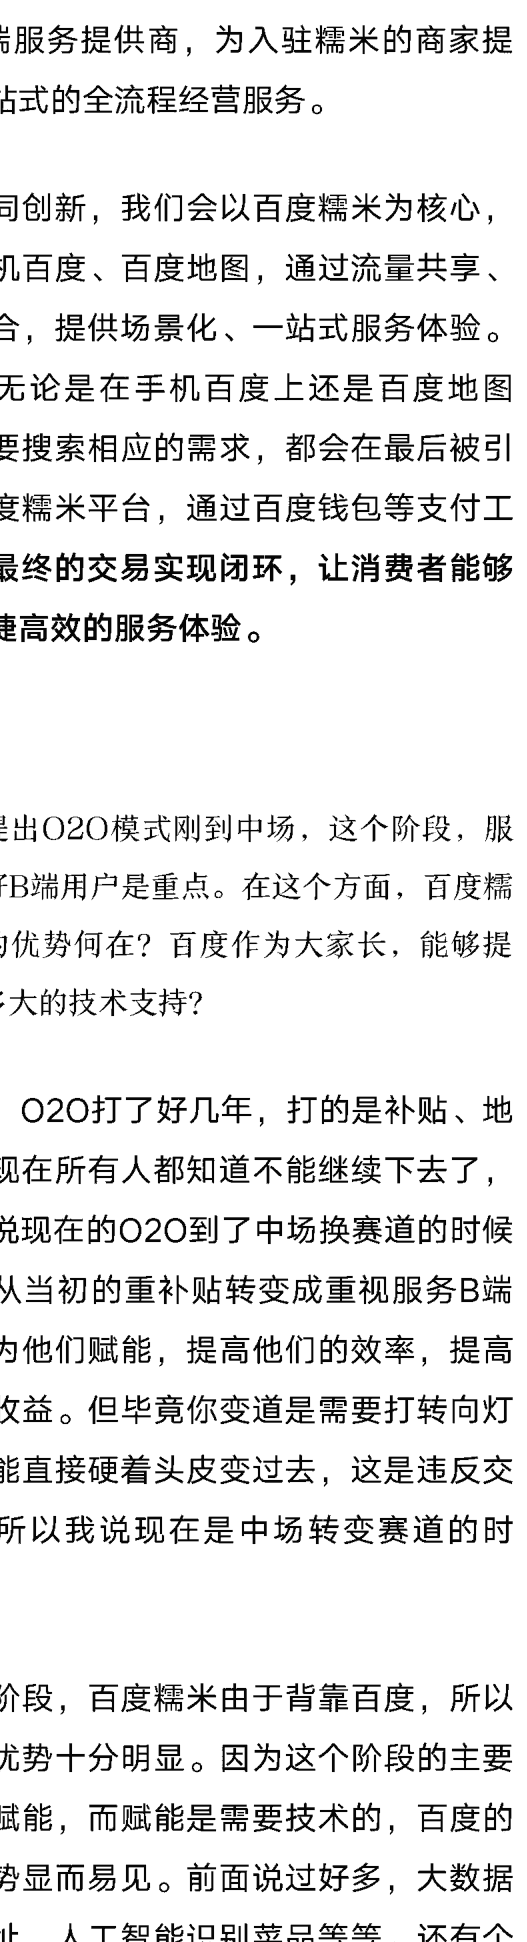 端服务提供商，为入驻糯米的商家提
站式的全流程经营服务。
同创新，我们会以百度糯米为核心，
机百度、百度地图，通过流量共享、
合，提供场景化、一站式服务体验。
无论是在手机百度上还是百度地图
要搜索相应的需求，都会在最后被引
度糯米平台，通过百度钱包等支付工
最终的交易实现闭环，让消费者能够
捷高效的服务体验。
提出O2O模式刚到中场，这个阶段，服
好B端用户是重点。在这个方面，百度糯
的优势何在？百度作为大家长，能够提
多大的技术支持？
O2O打了好几年，打的是补贴、地
现在所有人都知道不能继续下去了，
说现在的O2O到了中场换赛道的时候
从当初的重补贴转变成重视服务B端
为他们赋能，提高他们的效率，提高
收益。但毕竟你变道是需要打转向灯
能直接硬着头皮变过去，这是违反交
所以我说现在是中场转变赛道的时
阶段，百度糯米由于背靠百度，所以
优势十分明显。因为这个阶段的主要
赋能，而赋能是需要技术的，百度的
势显而易见。前面说过好多，大数据
址、人工智能识别菜品等等，还有个